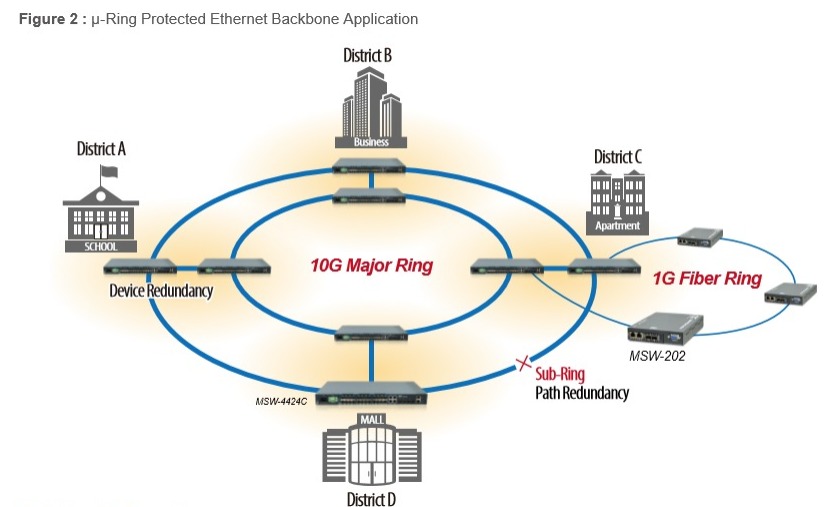 Figure 2 : µ-Ring Protected Ethernet Backbone Application
District B
Business
District A
SCHOOL
District C
Apartment
10G Major Ring
1G Fiber Ring
Device Redundancy
MSW-202
Sub-Ring
Path Redundancy
MSW-4424C
MALL
District D